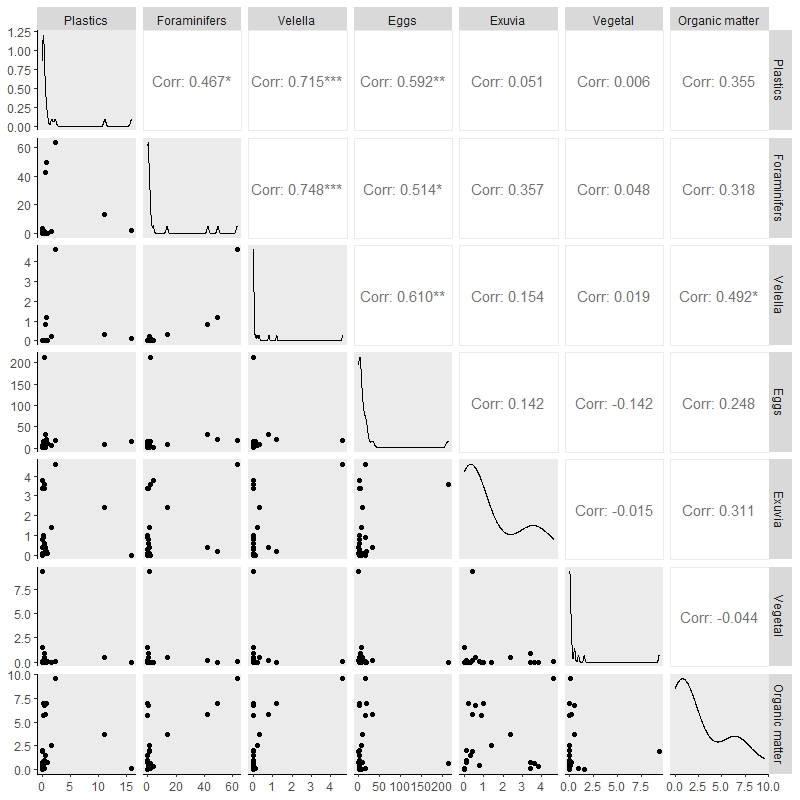 Plastics Foraminifers Velella Eggs Exuvia Vegetal Organic matter
1.25
1.00
0.75
0.50
0.25
0.00
Corr: 0.467* Corr: 0.715*** Corr: 0.592** Corr: 0.051 Corr: 0.006 Corr: 0.355
Plastics
60
40
20
0
Corr: 0.748*** Corr: 0.514* Corr: 0.357 Corr: 0.048 Corr: 0.318
Foraminifers
4
3
2
1
0
Corr: 0.610** Corr: 0.154 Corr: 0.019 Corr: 0.492*
Velella
200
150
100
50
0
Corr: 0.142 Corr: -0.142 Corr: 0.248
Eggs
4
3
2
1
0
Corr: -0.015 Corr: 0.311
Exuvia
7.5
5.0
2.5
0.0
Corr: -0.044
Vegetal
10.0
7.5
5.0
2.5
0.0
Organic matter
0 5 10 15 0 20 40 60 0 1 2 3 4 0 50 100 150 200 0 1 2 3 4 0.0 2.5 5.0 7.5 0.0 2.5 5.0 7.5 10.0